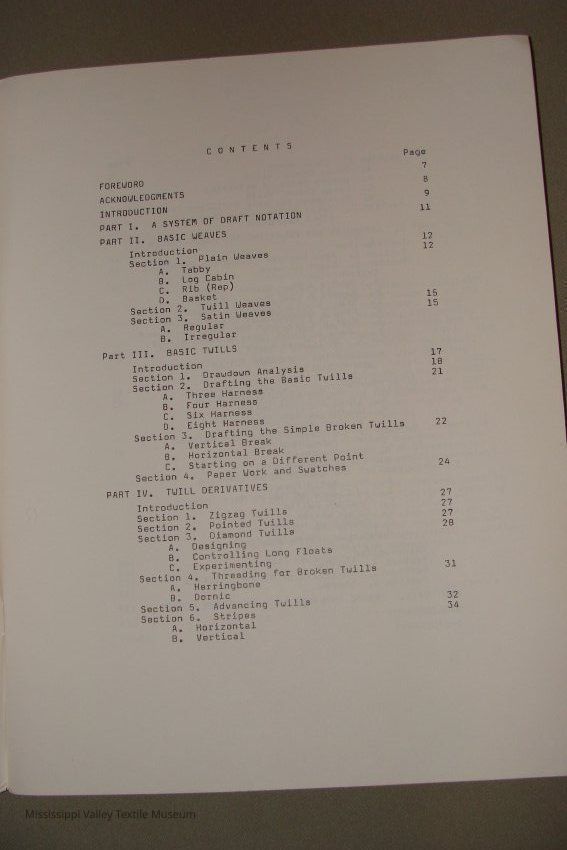 C O N T E N T S
Page
FOREWORD 7
ACKNOWLEDGMENTS 8
INTRODUCTION 9
PART I. A SYSTEM OF DRAFT NOTATION 11
PART II. BASIC WEAVES
Introduction 12
Section 1. Plain Weaves 12
A. Tabby
B. Log Cabin
C. Rib (Rep)
D. Basket
Section 2. Twill Weaves 15
Section 3. Satin Weaves 15
A. Regular
B. Irregular
Part III. BASIC TWILLS
Introduction 17
Section 1. Drawdown Analysis 18
Section 2. Drafting the Basic Twills 21
A. Three Harness
B. Four Harness
C. Six Harness
D. Eight Harness
Section 3. Drafting the Simple Broken Twills 22
A. Vertical Break
B. Horizontal Break
C. Starting on a Different Point
Section 4. Paper Work and Swatches 24
PART IV. TWILL DERIVATIVES
Introduction 27
Section 1. Zigzag Twills 27
Section 2. Pointed Twills 27
Section 3. Diamond Twills 28
A. Designing
B. Controlling Long Floats
C. Experimenting
Section 4. Threading for Broken Twills 31
A. Herringbone
B. Dornic
Section 5. Advancing Twills 32
Section 6. Stripes 34
A. Horizontal
B. Vertical
Mississippi Valley Textile Museum